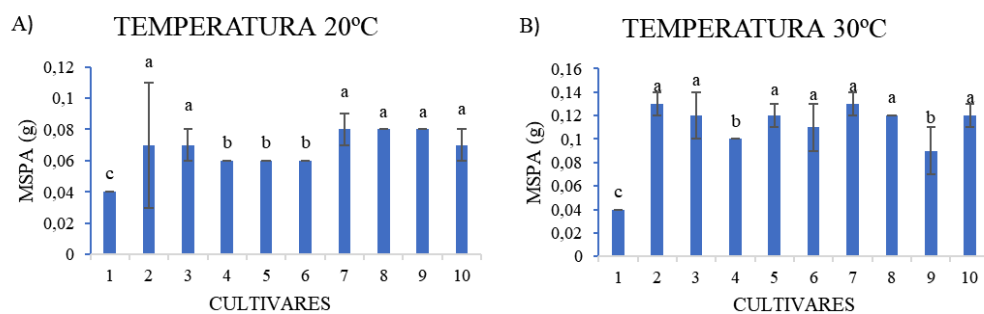 A) TEMPERATURA 20ºC
0,12
0,1
0,08
0,06
0,04
0,02
0
MSPA (g)
c a a b b b a a a a
1 2 3 4 5 6 7 8 9 10
CULTIVARES
B) TEMPERATURA 30ºC
0,16
0,14
0,12
0,10
0,08
0,06
0,04
0,02
0,00
MSPA (g)
c a a b a a a a b a
1 2 3 4 5 6 7 8 9 10
CULTIVARES